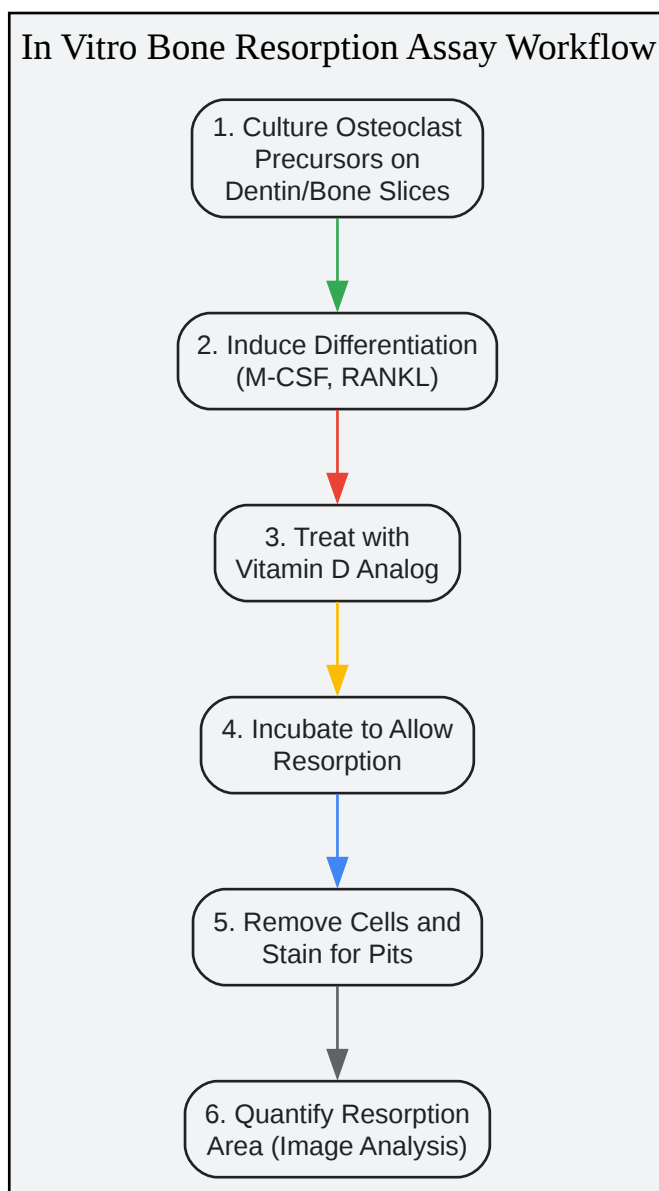 In Vitro Bone Resorption Assay Workflow
1. Culture Osteoclast
Precursors on
Dentin/Bone Slices
2. Induce Differentiation
(M-CSF, RANKL)
3. Treat with
Vitamin D Analog
4. Incubate to Allow
Resorption
5. Remove Cells and
Stain for Pits
6. Quantify Resorption
Area (Image Analysis)